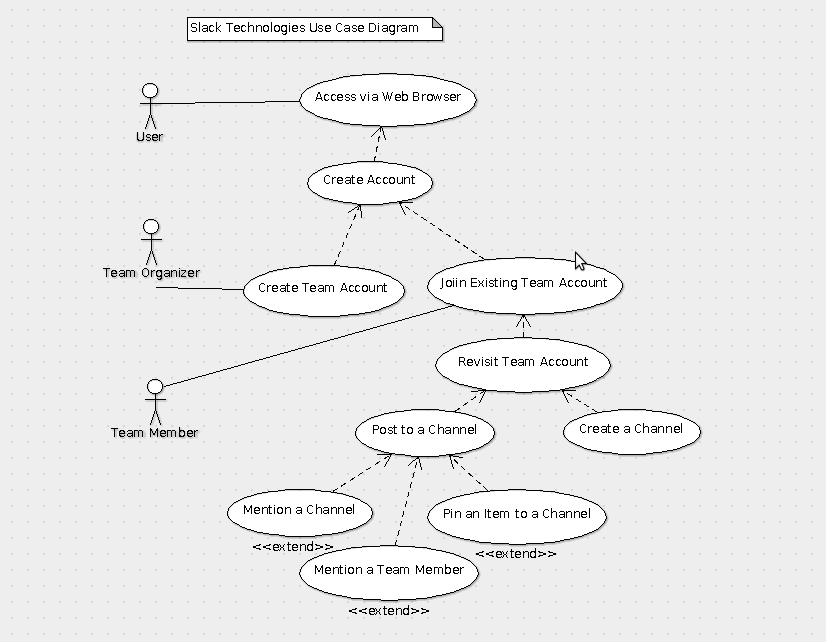 Slack Technologies Use Case Diagram
Access via Web Browser
User
Create Account
Team Organizer
Create Team Account
Joiin Existing Team Account
Revisit Team Account
Team Member
Post to a Channel
Create a Channel
Mention a Channel
<<extend>>
Pin an Item to a Channel
<<extend>>
Mention a Team Member
<<extend>>